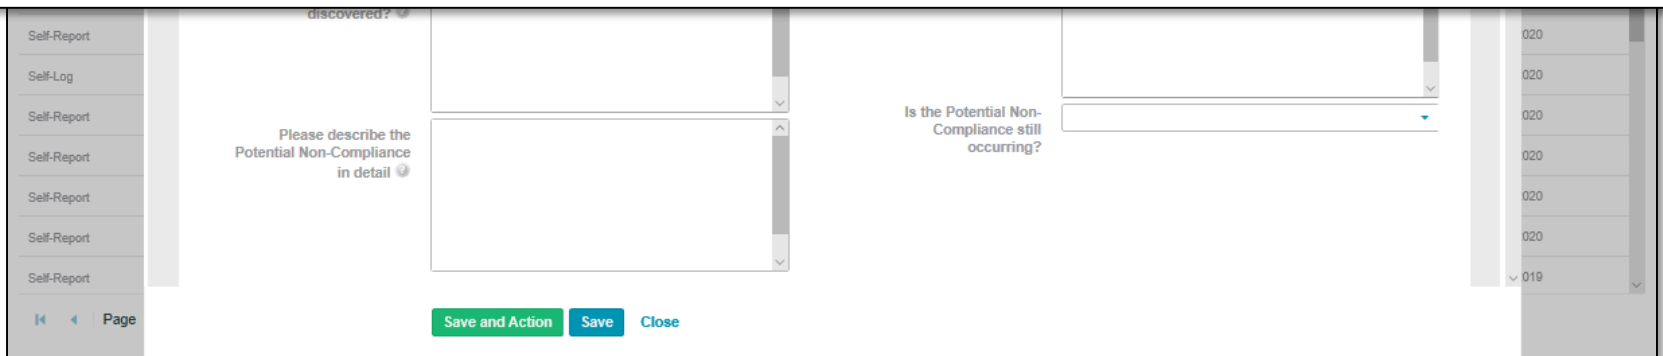 discovered?
Self-Report
Self-Log
Self-Report
Self-Report
Self-Report
Self-Report
Self-Report
Please describe the
Potential Non-Compliance
in detail
Is the Potential Non-
Compliance still
occurring?
020
020
020
020
020
020
019
Page
Save and Action
Save
Close